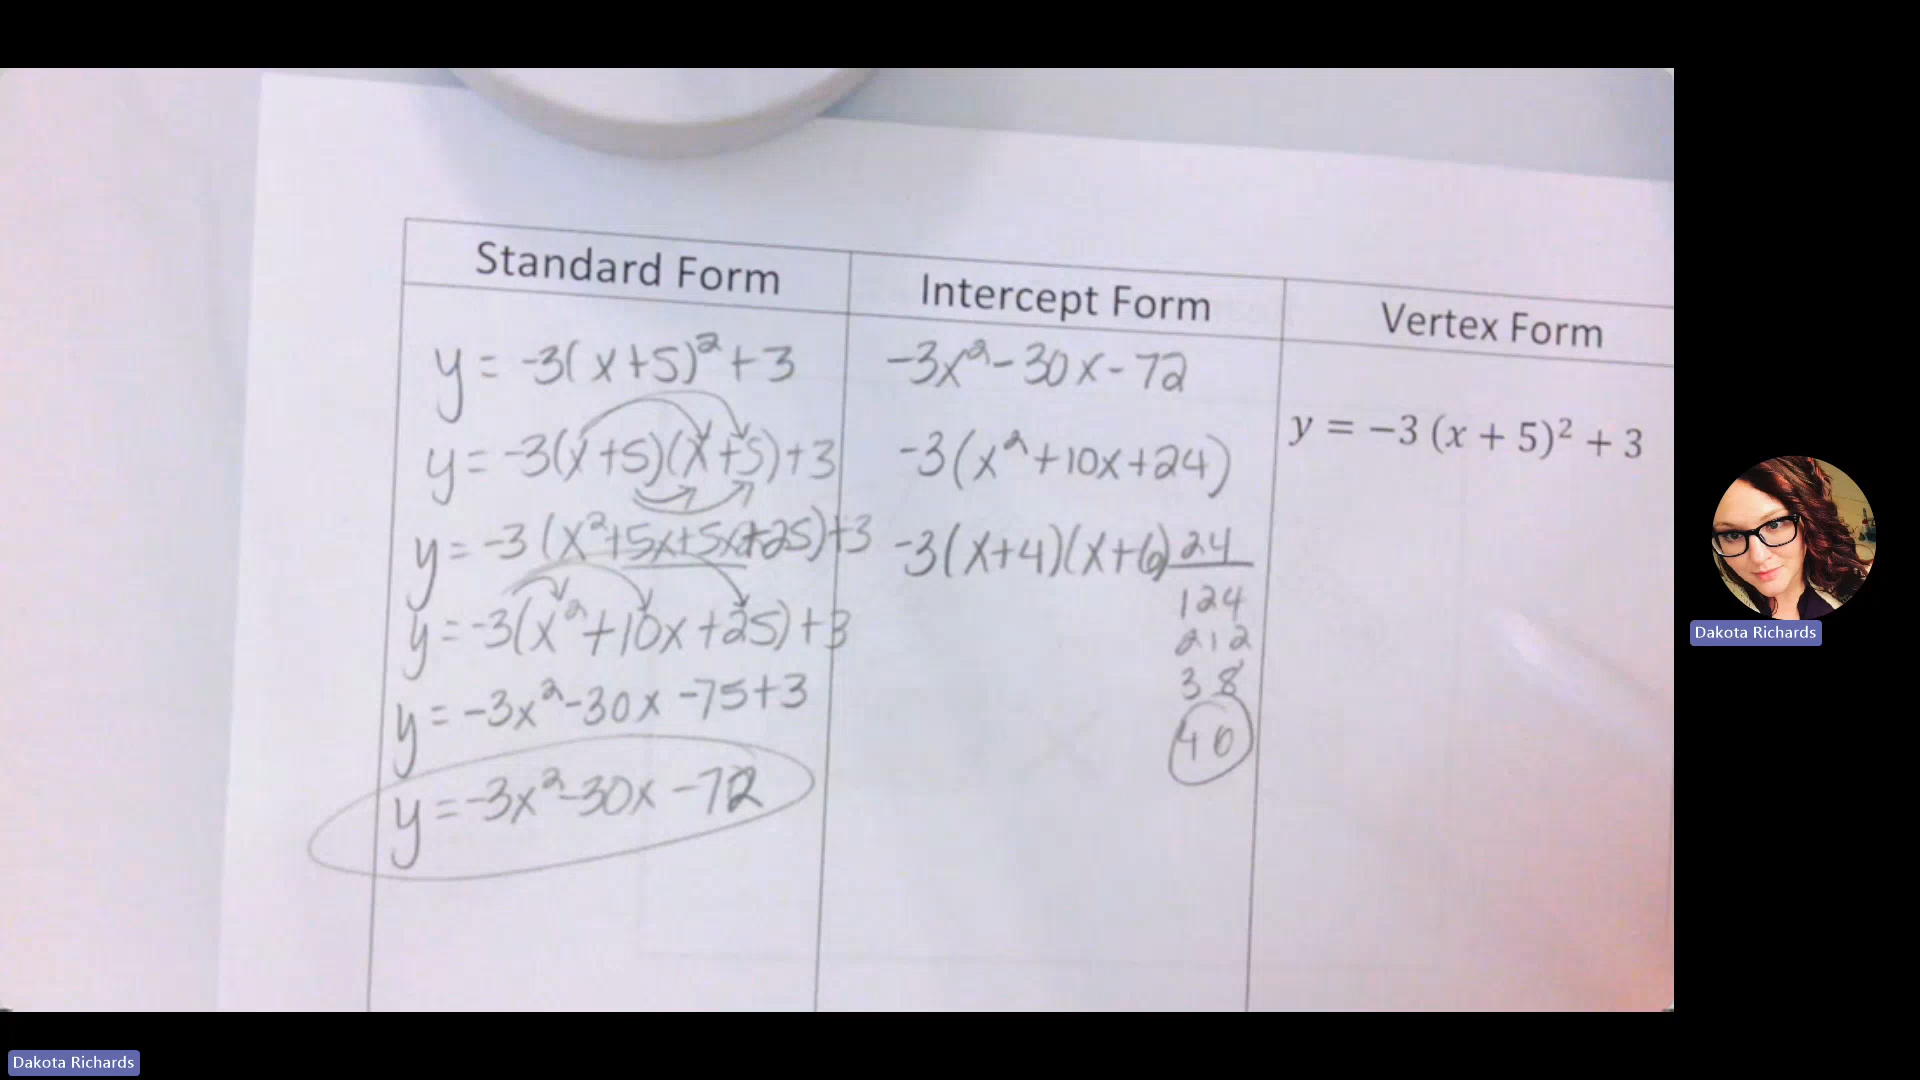 Standard Form
y = -3(x+5)² + 3
y = -3(x+5)(x+5)+3
y = -3(x²+5x+5x+25)+3
y = -3(x²+10x+25)+3
y = -3x²-30x-75+3
y = -3x²-30x-72
Intercept Form
-3x²-30x-72
-3(x²+10x+24)
-3(x+4)(x+6)
24
1 24
2 12
3 8
4 6
Vertex Form
y = −3 (x + 5)² + 3
Dakota Richards
Dakota Richards